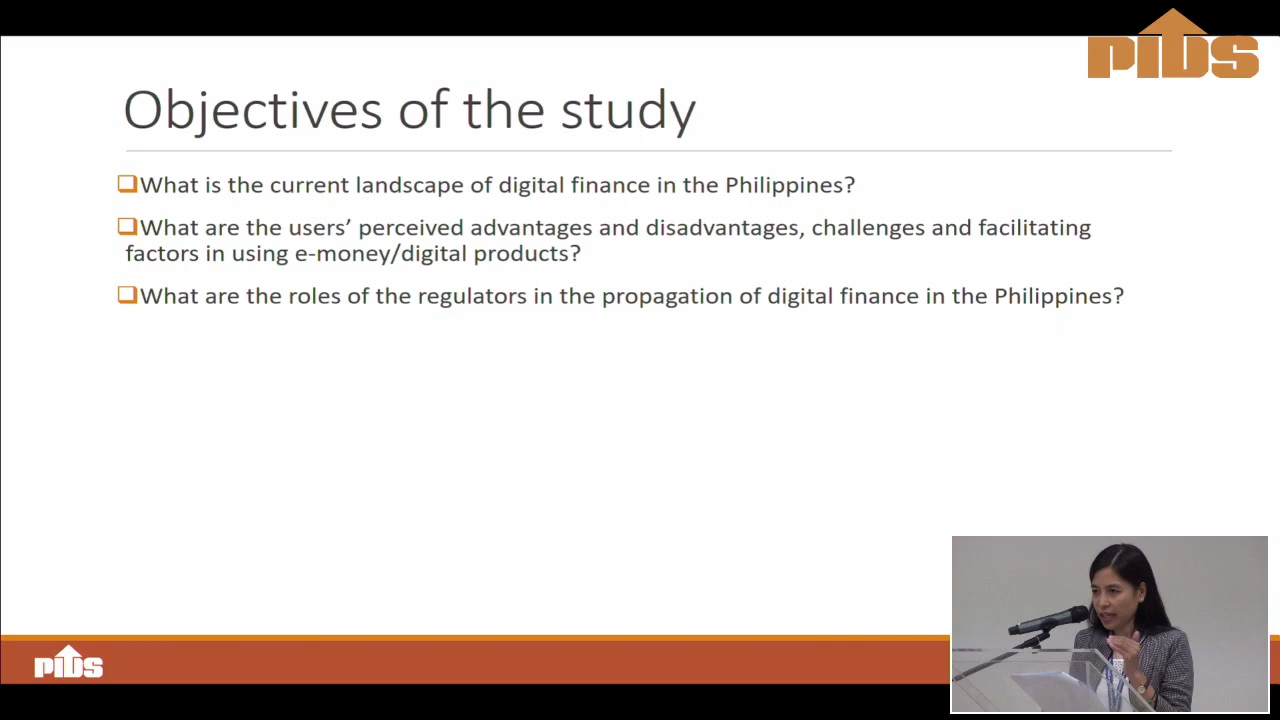 PIDS
Objectives of the study
What is the current landscape of digital finance in the Philippines?
What are the users’ perceived advantages and disadvantages, challenges and facilitating
factors in using e-money/digital products?
What are the roles of the regulators in the propagation of digital finance in the Philippines?
PIDS